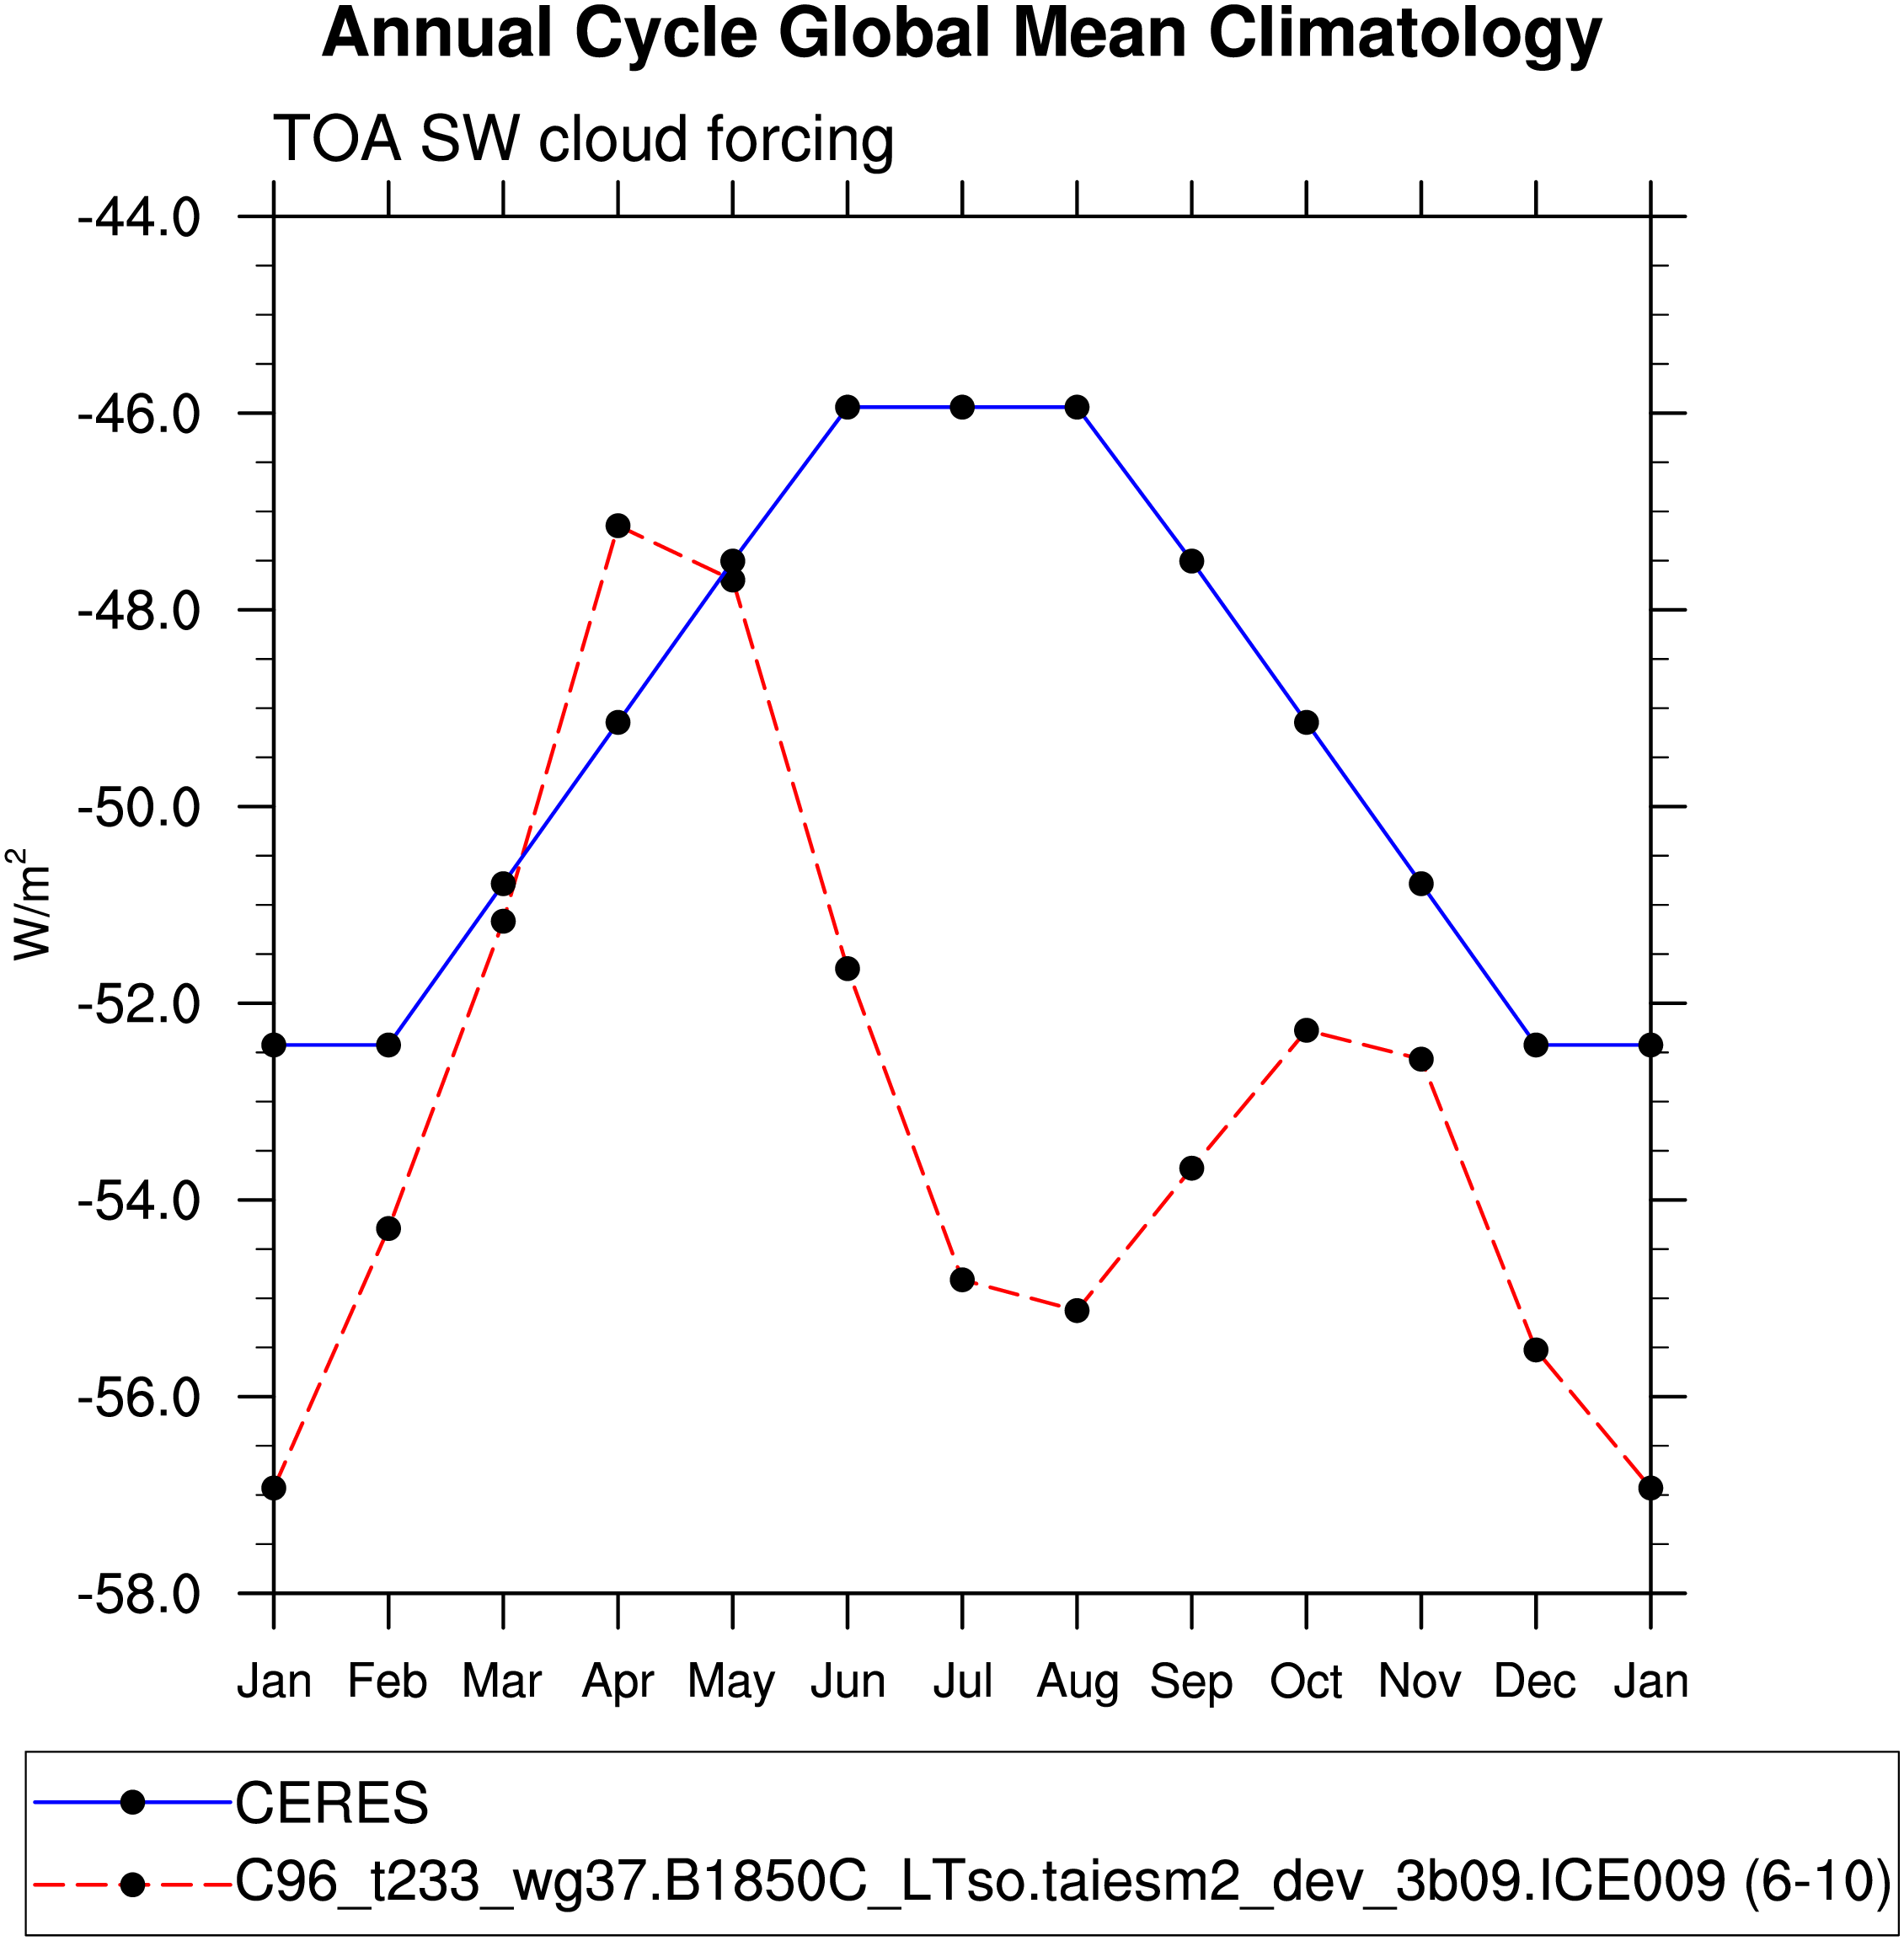 Annual Cycle Global Mean Climatology
TOA SW cloud forcing
-44.0
-46.0
-48.0
-50.0
W/m²
-52.0
-54.0
-56.0
-58.0
Jan Feb Mar Apr May Jun Jul Aug Sep Oct Nov Dec Jan
CERES
C96_t233_wg37.B1850C_LTso.taiesm2_dev_3b09.ICE009 (6-10)